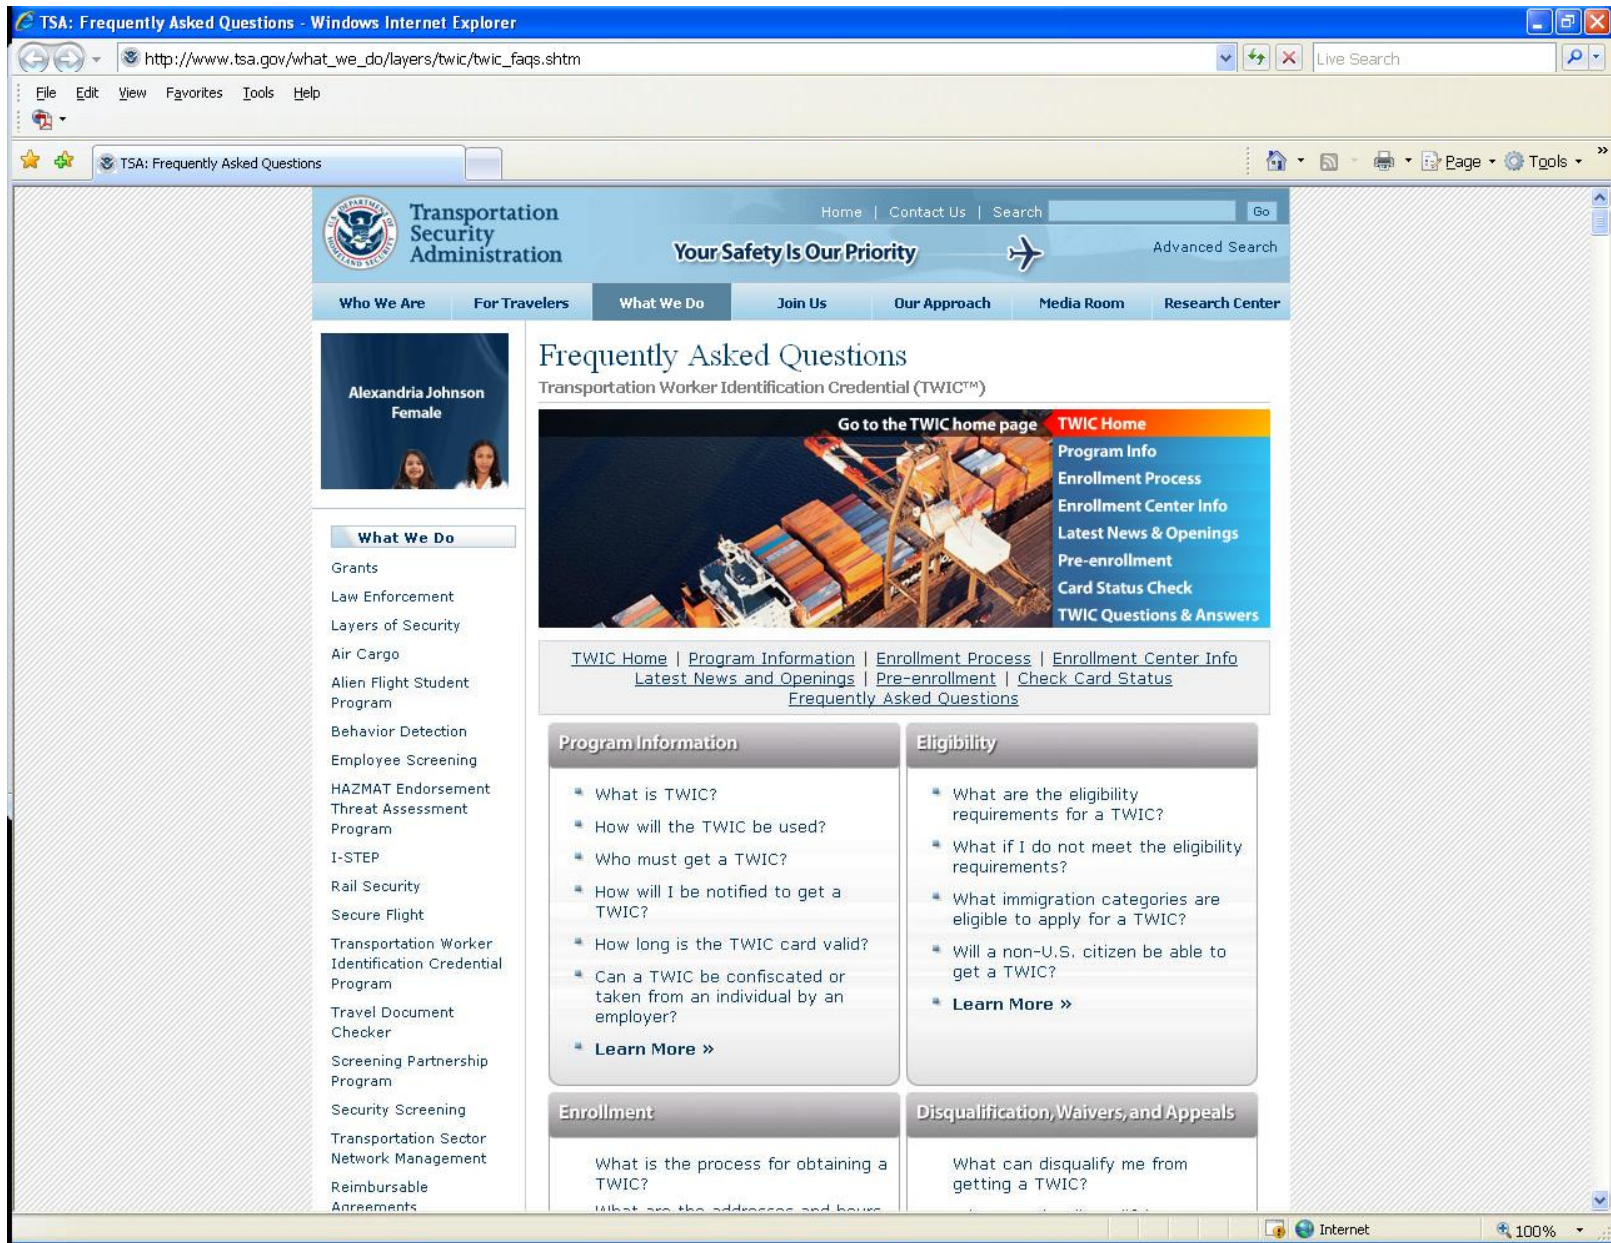 TSA: Frequently Asked Questions - Windows Internet Explorer
http://www.tsa.gov/what_we_do/layers/twic/twic_faqs.shtm
Live Search
File Edit View Favorites Tools Help
TSA: Frequently Asked Questions
Page Tools »
Transportation
Security
Administration
Home | Contact Us | Search Go
Your Safety Is Our Priority
Advanced Search
Who We Are For Travelers What We Do Join Us Our Approach Media Room Research Center
Alexandria Johnson
Female
What We Do
Grants
Law Enforcement
Layers of Security
Air Cargo
Alien Flight Student
Program
Behavior Detection
Employee Screening
HAZMAT Endorsement
Threat Assessment
Program
I-STEP
Rail Security
Secure Flight
Transportation Worker
Identification Credential
Program
Travel Document
Checker
Screening Partnership
Program
Security Screening
Transportation Sector
Network Management
Reimbursable
Agreements
Frequently Asked Questions
Transportation Worker Identification Credential (TWIC™)
Go to the TWIC home page
TWIC Home
Program Info
Enrollment Process
Enrollment Center Info
Latest News & Openings
Pre-enrollment
Card Status Check
TWIC Questions & Answers
TWIC Home | Program Information | Enrollment Process | Enrollment Center Info
Latest News and Openings | Pre-enrollment | Check Card Status
Frequently Asked Questions
Program Information
What is TWIC?
How will the TWIC be used?
Who must get a TWIC?
How will I be notified to get a
TWIC?
How long is the TWIC card valid?
Can a TWIC be confiscated or
taken from an individual by an
employer?
Learn More »
Eligibility
What are the eligibility
requirements for a TWIC?
What if I do not meet the eligibility
requirements?
What immigration categories are
eligible to apply for a TWIC?
Will a non-U.S. citizen be able to
get a TWIC?
Learn More »
Enrollment
What is the process for obtaining a
TWIC?
What are the addresses and hours
Disqualification, Waivers, and Appeals
What can disqualify me from
getting a TWIC?
Internet
100%